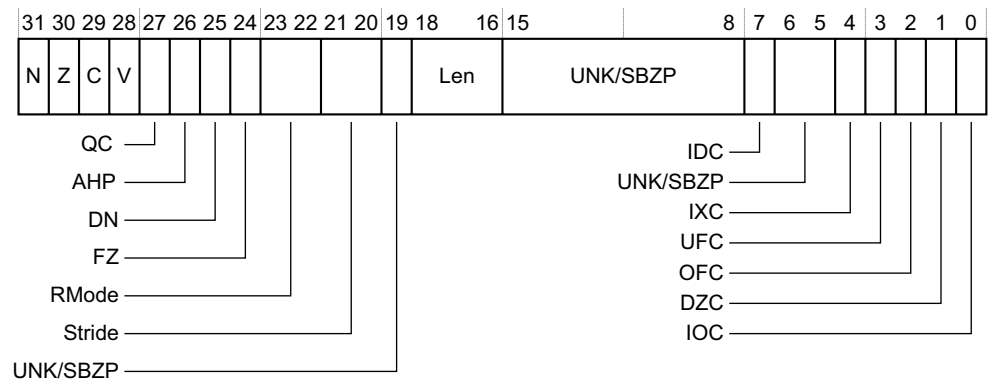 31 30 29 28 27 26 25 24 23 22 21 20 19 18 16 15 8 7 6 5 4 3 2 1 0
N Z C V Len UNK/SBZP
QC
AHP
DN
FZ
RMode
Stride
UNK/SBZP
IDC
UNK/SBZP
IXC
UFC
OFC
DZC
IOC